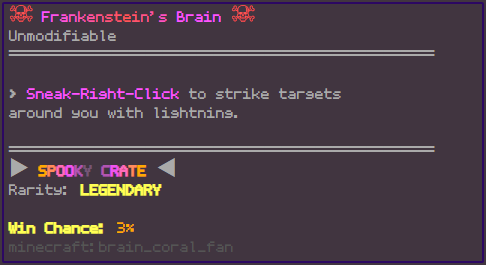 ☠ Frankenstein's Brain ☠
Unmodifiable
> Sneak-Right-Click to strike targets
around you with lightning.
▶ SPOOKY CRATE ◀
Rarity: LEGENDARY
Win Chance: 3%
minecraft:brain_coral_fan